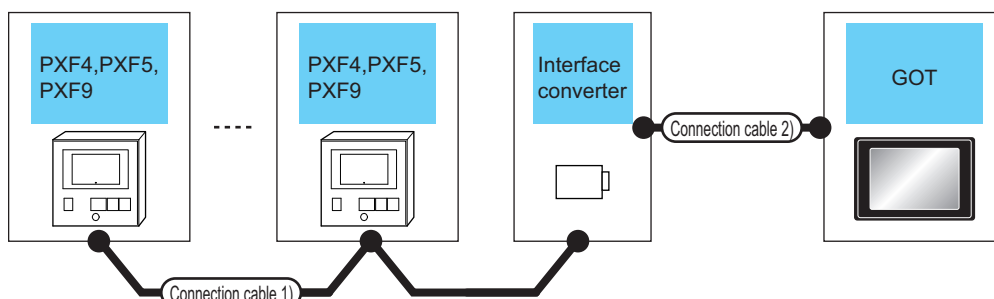 PXF4,PXF5,
PXF9
PXF4,PXF5,
PXF9
Interface
converter
GOT
Connection cable 2)
Connection cable 1)